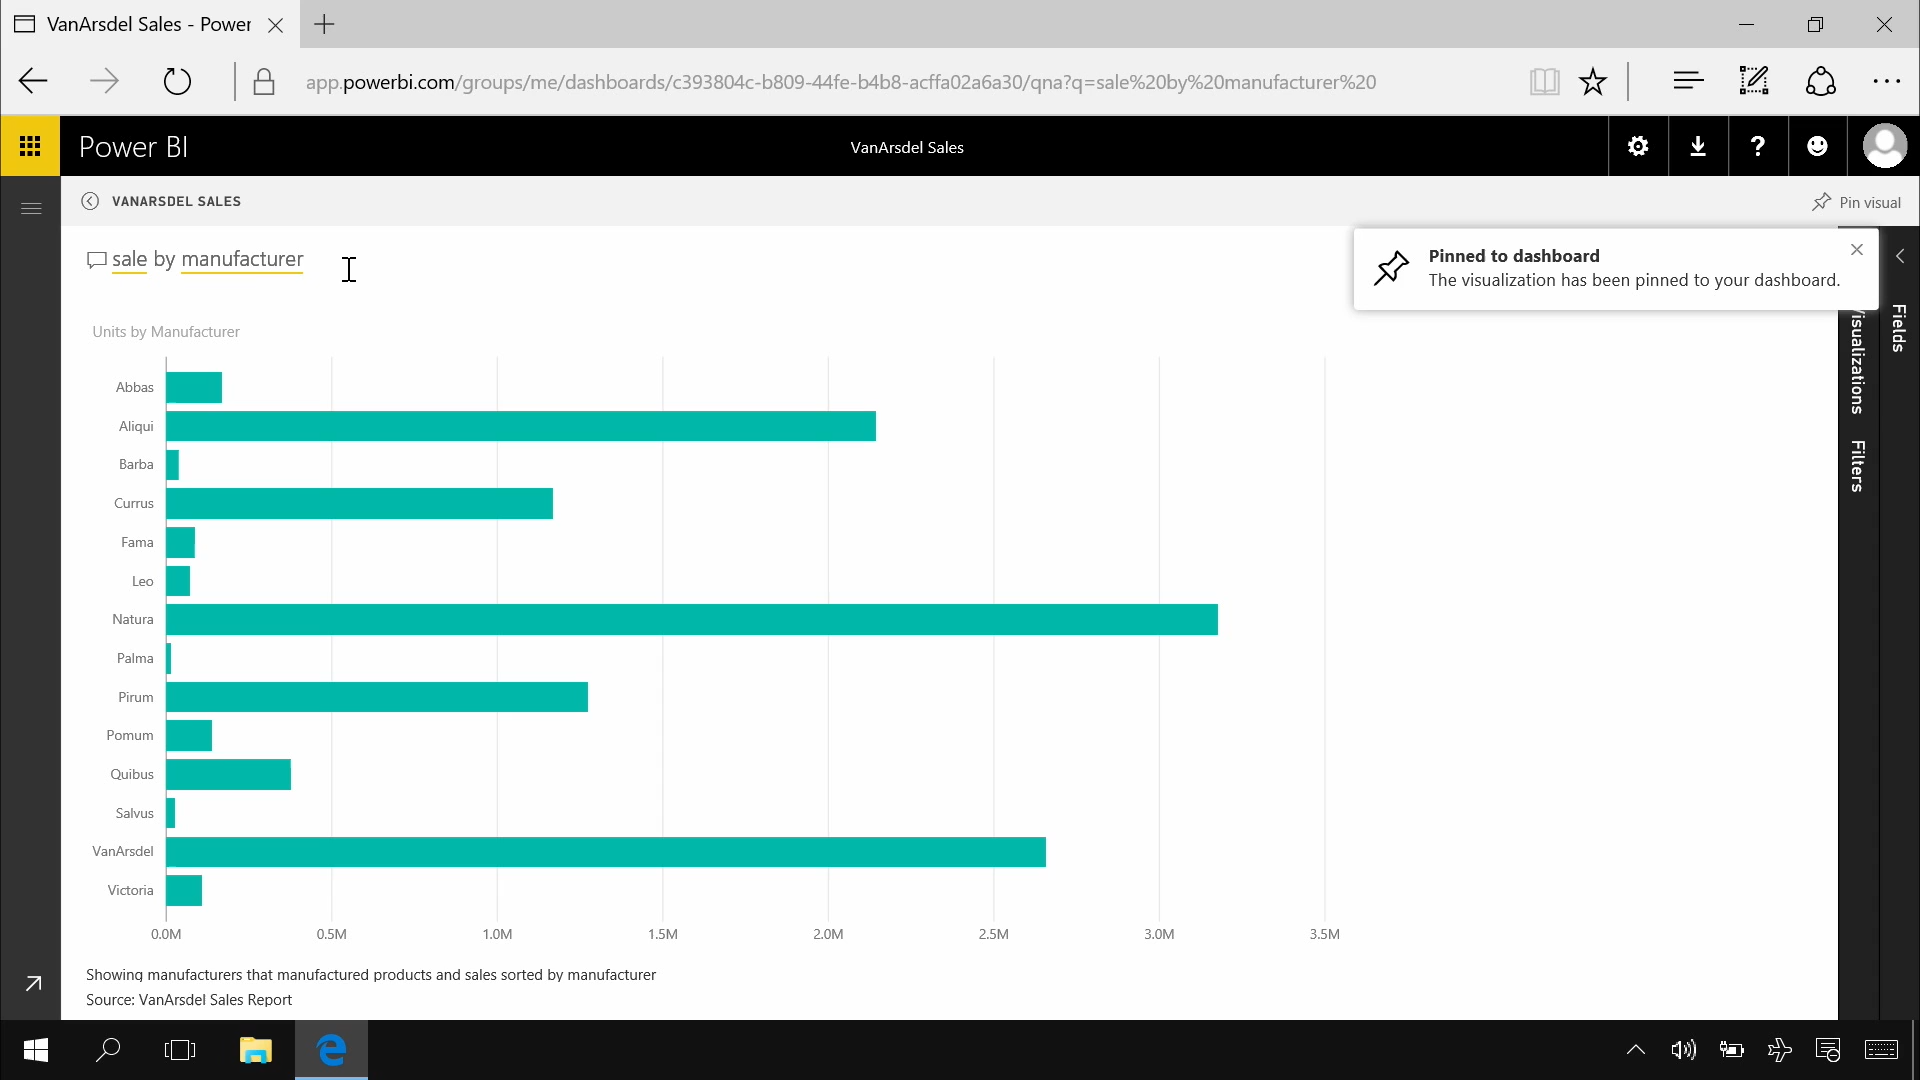 VanArsdel Sales - Power
app.powerbi.com/groups/me/dashboards/c393804c-b809-44fe-b4b8-acffa02a6a30/qna?q=sale%20by%20manufacturer%20
Power BI
VanArsdel Sales
?
VANARSDEL SALES
Pin visual
sale by manufacturer
Pinned to dashboard
The visualization has been pinned to your dashboard.
Visualizations
Filters
Fields
Units by Manufacturer
Abbas
Aliqui
Barba
Currus
Fama
Leo
Natura
Palma
Pirum
Pomum
Quibus
Salvus
VanArsdel
Victoria
0.0M 0.5M 1.0M 1.5M 2.0M 2.5M 3.0M 3.5M
Showing manufacturers that manufactured products and sales sorted by manufacturer
Source: VanArsdel Sales Report